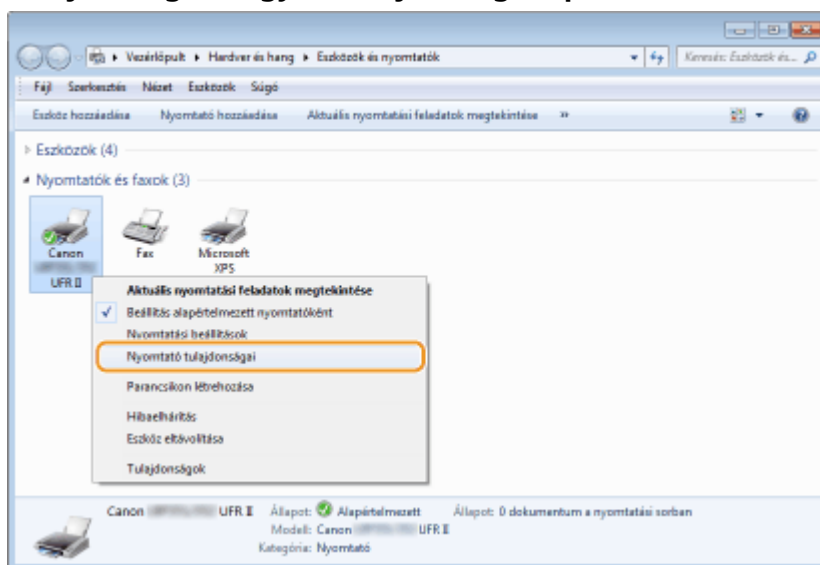 Vezérlőpult ▸ Hardver és hang ▸ Eszközök és nyomtatók
Keresés: Eszközök és...
Fájl Szerkesztés Nézet Eszközök Súgó
Eszköz hozzáadása Nyomtató hozzáadása Aktuális nyomtatási feladatok megtekintése »
Eszközök (4)
Nyomtatók és faxok (3)
Canon
UFR II
Fax
Microsoft
XPS
Aktuális nyomtatási feladatok megtekintése
Beállítás alapértelmezett nyomtatóként
Nyomtatási beállítások
Nyomtató tulajdonságai
Parancsikon létrehozása
Hibaelhárítás
Eszköz eltávolítása
Tulajdonságok
Canon UFR II Állapot: Alapértelmezett Állapot: 0 dokumentum a nyomtatási sorban
Modell: Canon UFR II
Kategória: Nyomtató